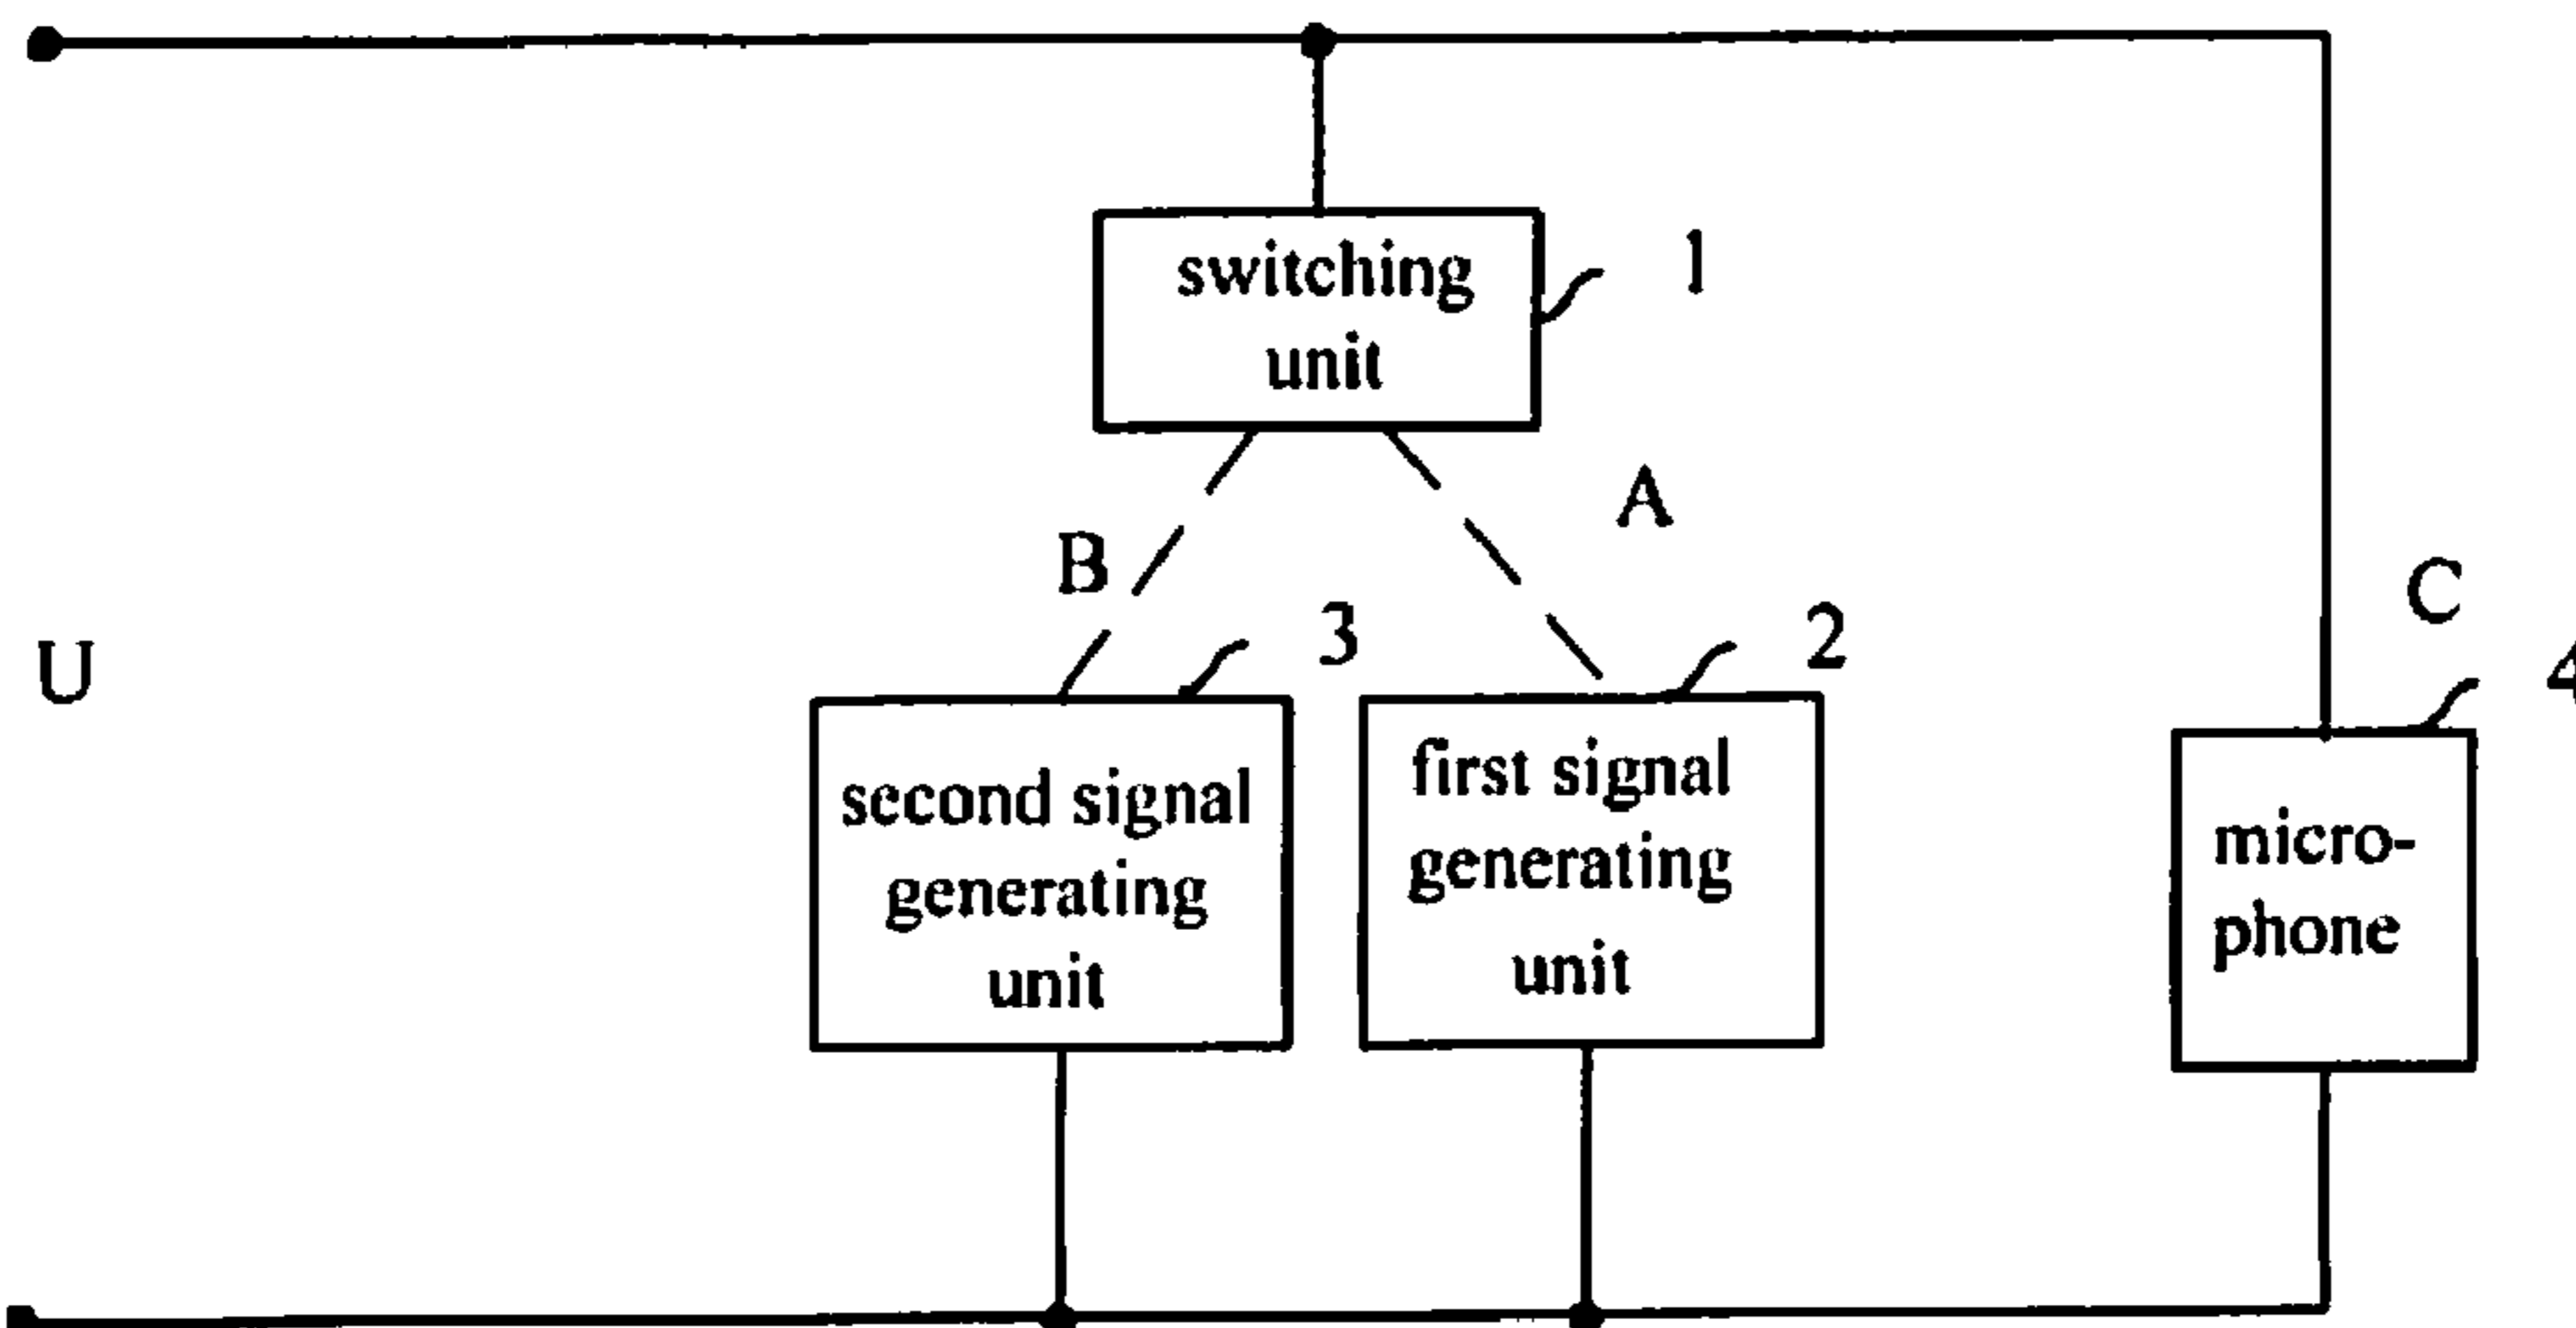 switching
unit
1
A
B
C
U
3
2
4
second signal
generating
unit
first signal
generating
unit
micro-
phone